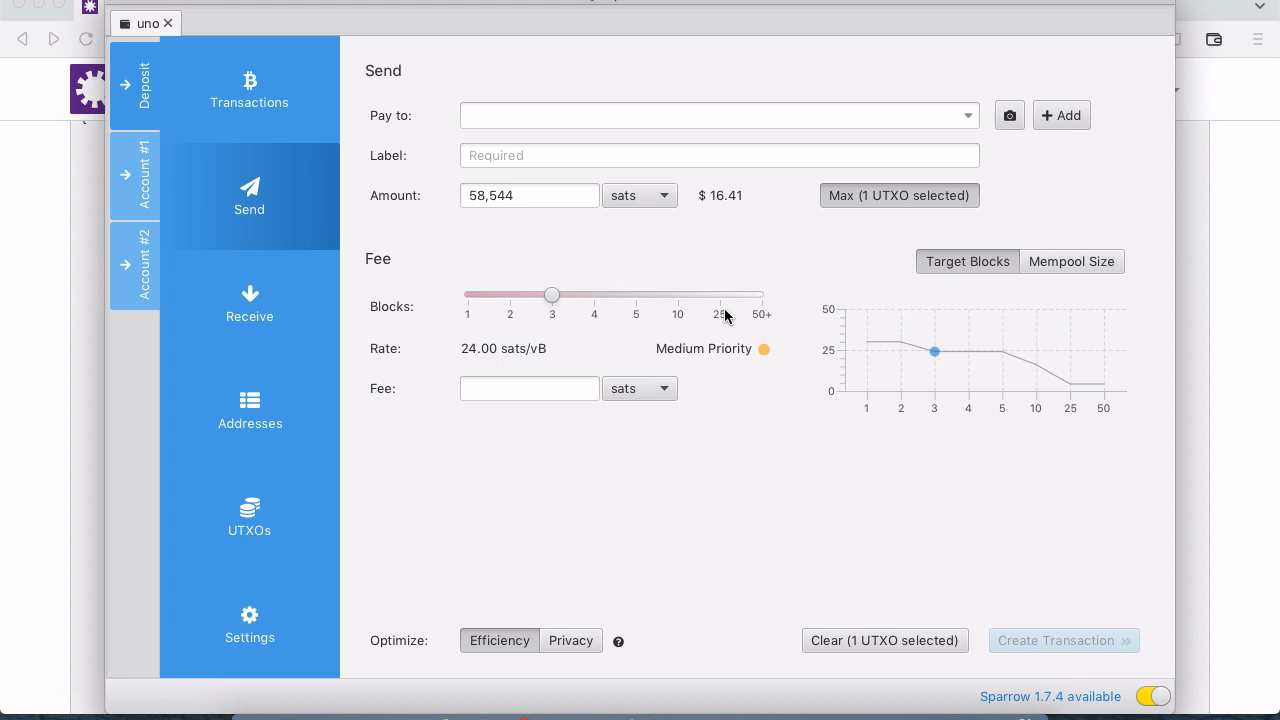 uno
Deposit
Account #1
Account #2
Transactions
Send
Receive
Addresses
UTXOs
Settings
Send
Pay to:
Add
Label: Required
Amount: 58,544 sats $ 16.41 Max (1 UTXO selected)
Fee
Target Blocks Mempool Size
Blocks:
1 2 3 4 5 10 25 50+
Rate: 24.00 sats/vB Medium Priority
Fee: sats
50
25
0
1 2 3 4 5 10 25 50
Optimize: Efficiency Privacy Clear (1 UTXO selected) Create Transaction
Sparrow 1.7.4 available